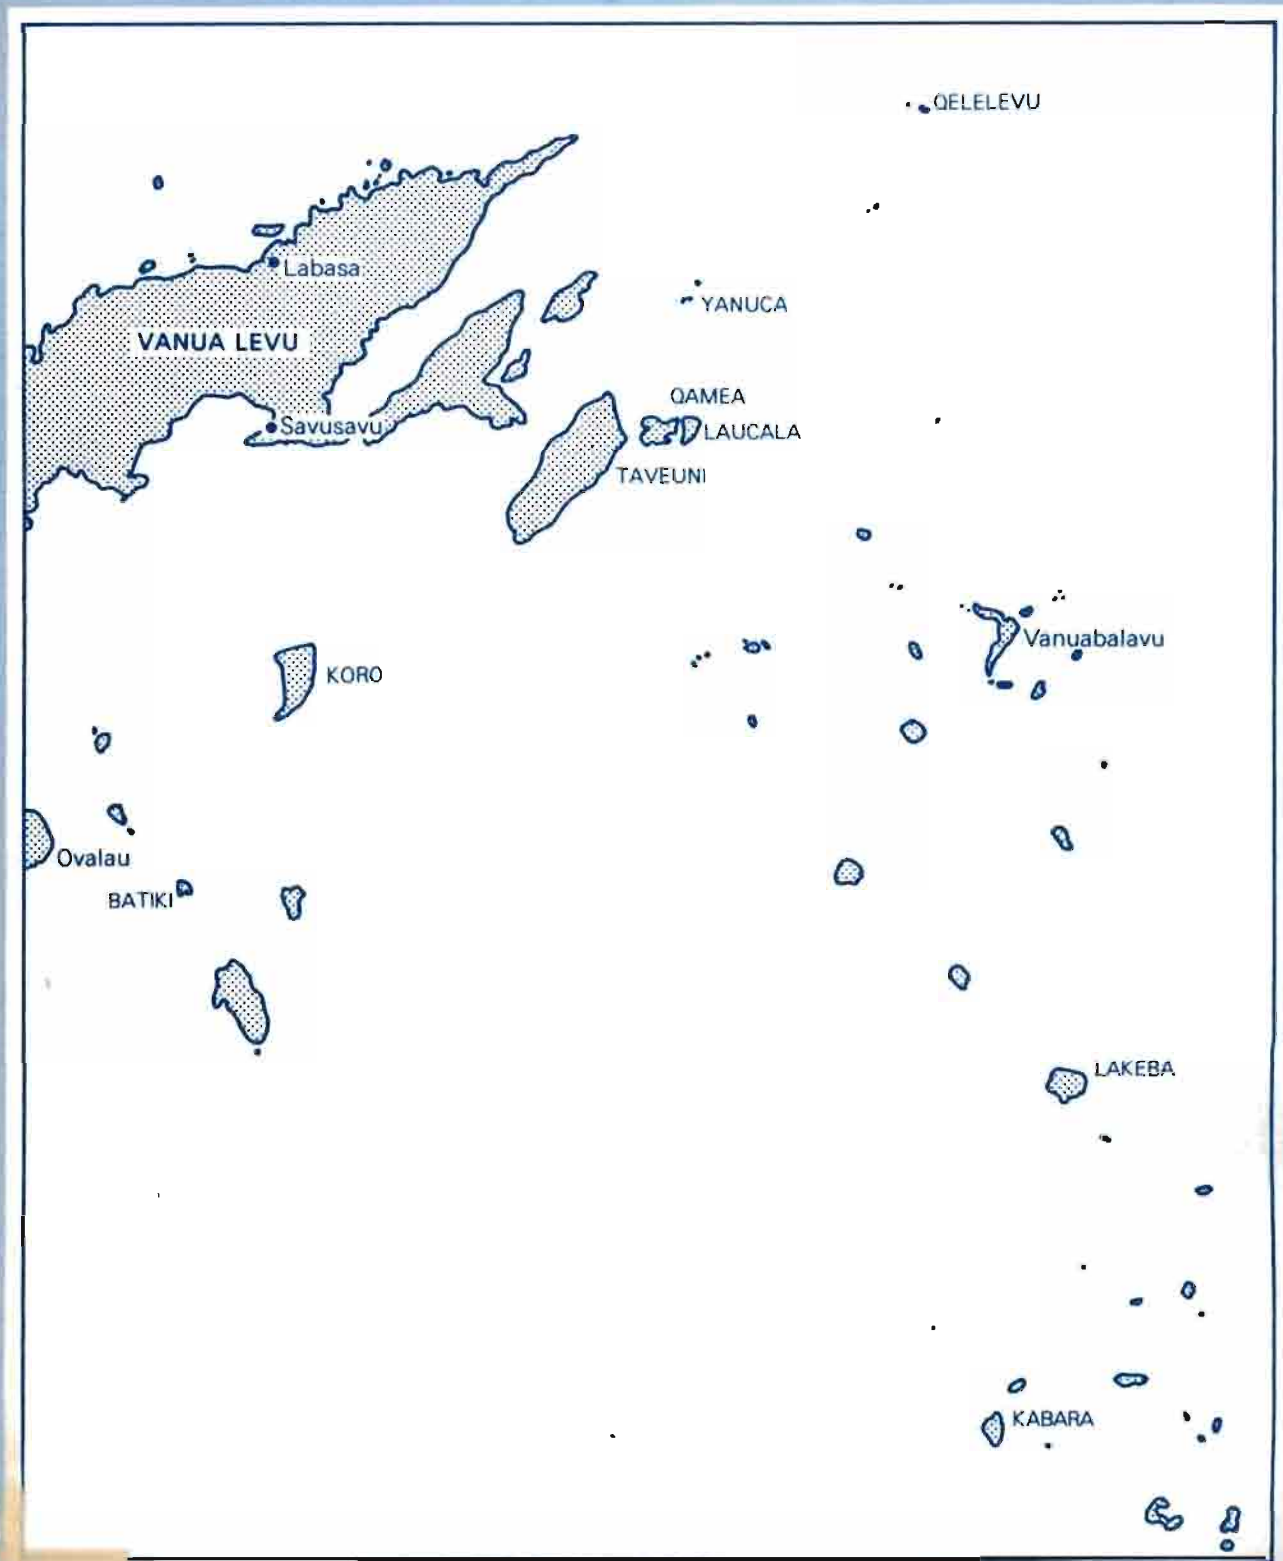 QELELEVU
Labasa
YANUCA
VANUA LEVU
QAMEA
Savusavu
LAUCALA
TAVEUNI
Vanuabalavu
KORO
Ovalau
BATIKI
LAKEBA
KABARA